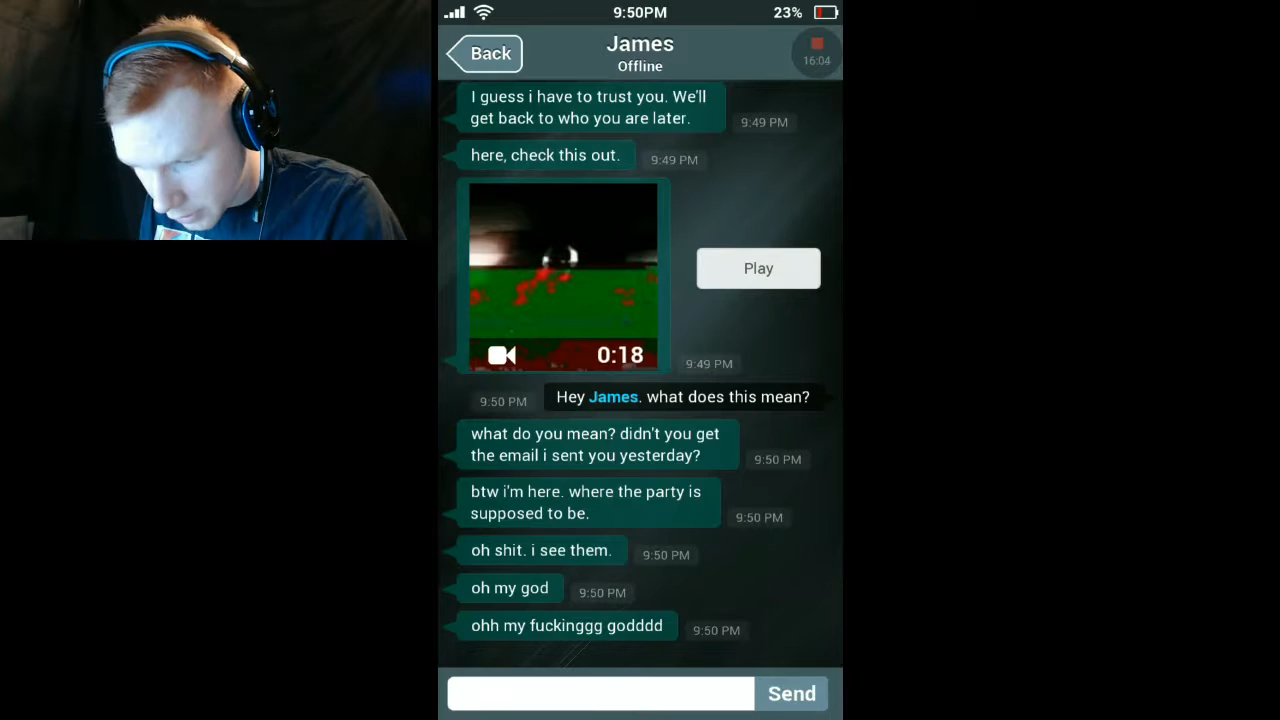 9:50PM
23%
Back
James
Offline
16:04
I guess i have to trust you. We'll
get back to who you are later.
9:49 PM
here, check this out.
9:49 PM
Play
0:18
9:49 PM
9:50 PM
Hey James. what does this mean?
what do you mean? didn't you get
the email i sent you yesterday?
9:50 PM
btw i'm here. where the party is
supposed to be.
9:50 PM
oh shit. i see them.
9:50 PM
oh my god
9:50 PM
ohh my fuckinggg godddd
9:50 PM
Send